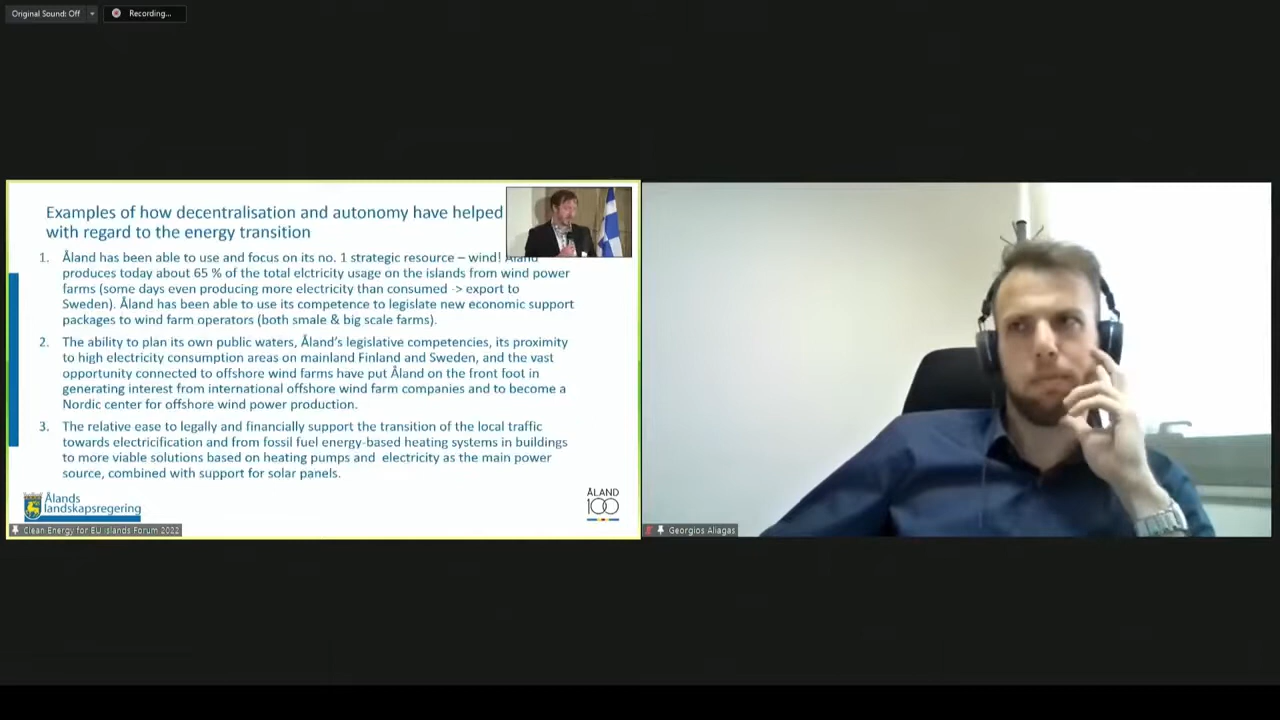 Original Sound: Off
Recording...
Examples of how decentralisation and autonomy have helped
with regard to the energy transition
1. Åland has been able to use and focus on its no. 1 strategic resource – wind! Åland
produces today about 65 % of the total elctricity usage on the islands from wind power
farms (some days even producing more electricity than consumed -> export to
Sweden). Åland has been able to use its competence to legislate new economic support
packages to wind farm operators (both smale & big scale farms).
2. The ability to plan its own public waters, Åland's legislative competencies, its proximity
to high electricity consumption areas on mainland Finland and Sweden, and the vast
opportunity connected to offshore wind farms have put Åland on the front foot in
generating interest from international offshore wind farm companies and to become a
Nordic center for offshore wind power production.
3. The relative ease to legally and financially support the transition of the local traffic
towards electricification and from fossil fuel energy-based heating systems in buildings
to more viable solutions based on heating pumps and electricity as the main power
source, combined with support for solar panels.
Ålands
landskapsregering
ÅLAND
100
Clean Energy for EU Islands Forum 2022
Georgios Aliagas